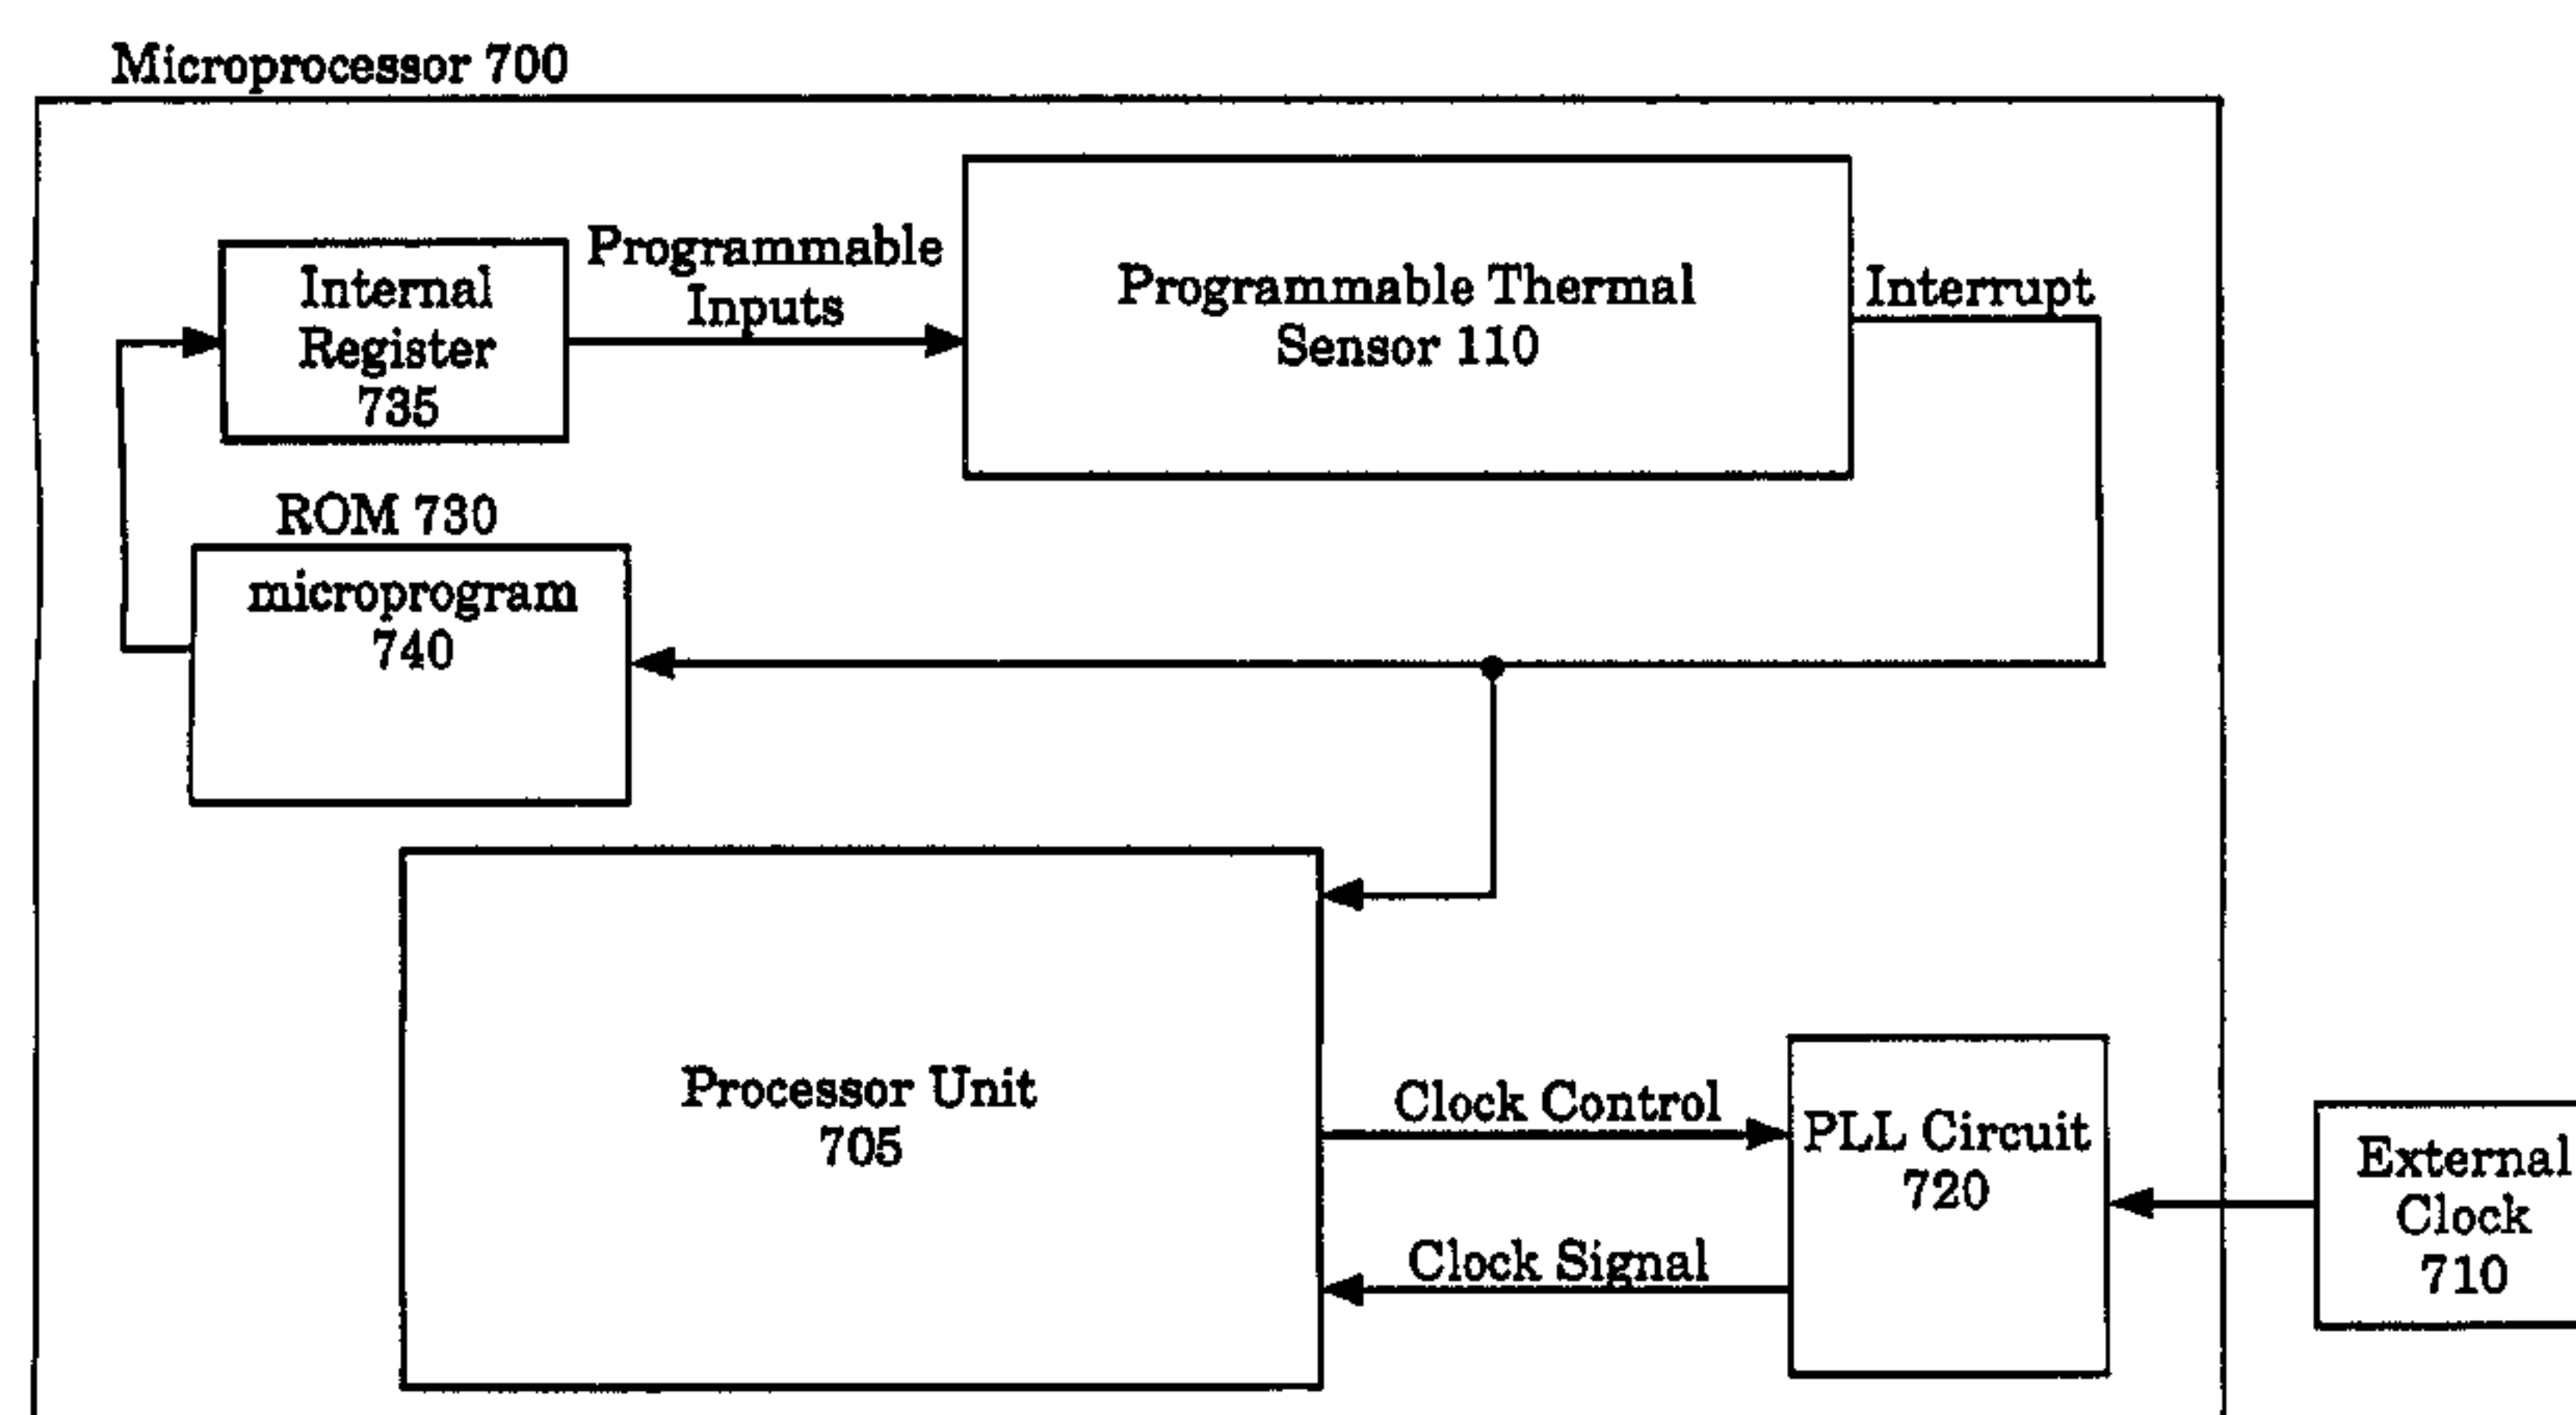 Microprocessor 700
Internal
Register
735
Programmable
Inputs
Programmable Thermal
Sensor 110
Interrupt
ROM 730
microprogram
740
Processor Unit
705
Clock Control
Clock Signal
PLL Circuit
720
External
Clock
710